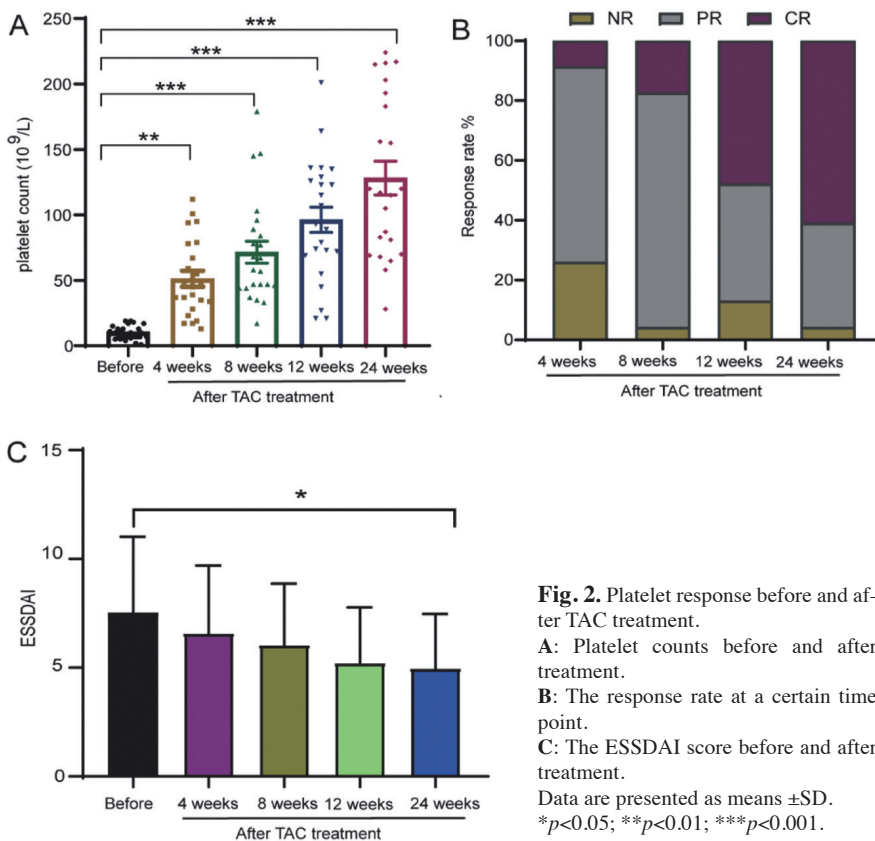 A
platelet count (10^9/L)
250
200
150
100
50
0
***
***
***
**
Before
4 weeks
8 weeks
12 weeks
24 weeks
After TAC treatment
B
NR PR CR
Response rate %
100
80
60
40
20
0
4 weeks
8 weeks
12 weeks
24 weeks
After TAC treatment
C
ESSDAI
15
10
5
0
*
Before
4 weeks
8 weeks
12 weeks
24 weeks
After TAC treatment
Fig. 2. Platelet response before and af-
ter TAC treatment.
A: Platelet counts before and after
treatment.
B: The response rate at a certain time
point.
C: The ESSDAI score before and after
treatment.
Data are presented as means ±SD.
*p<0.05; **p<0.01; ***p<0.001.